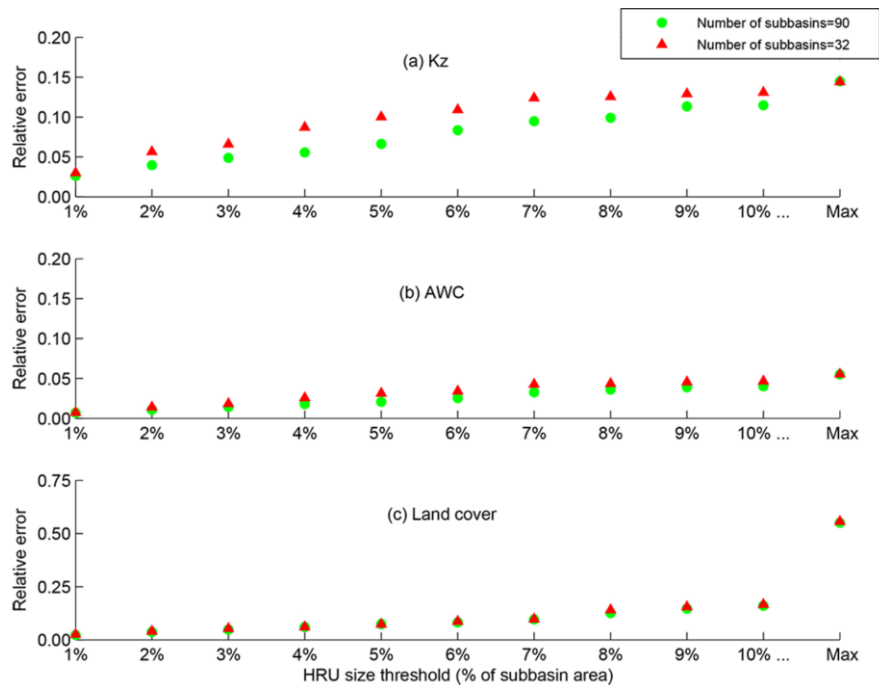 Number of subbasins=90
Number of subbasins=32
(a) Kz
Relative error
0.20
0.15
0.10
0.05
0.00
1% 2% 3% 4% 5% 6% 7% 8% 9% 10% ... Max
(b) AWC
Relative error
0.20
0.15
0.10
0.05
0.00
1% 2% 3% 4% 5% 6% 7% 8% 9% 10% ... Max
(c) Land cover
Relative error
0.75
0.50
0.25
0.00
1% 2% 3% 4% 5% 6% 7% 8% 9% 10% ... Max
HRU size threshold (% of subbasin area)